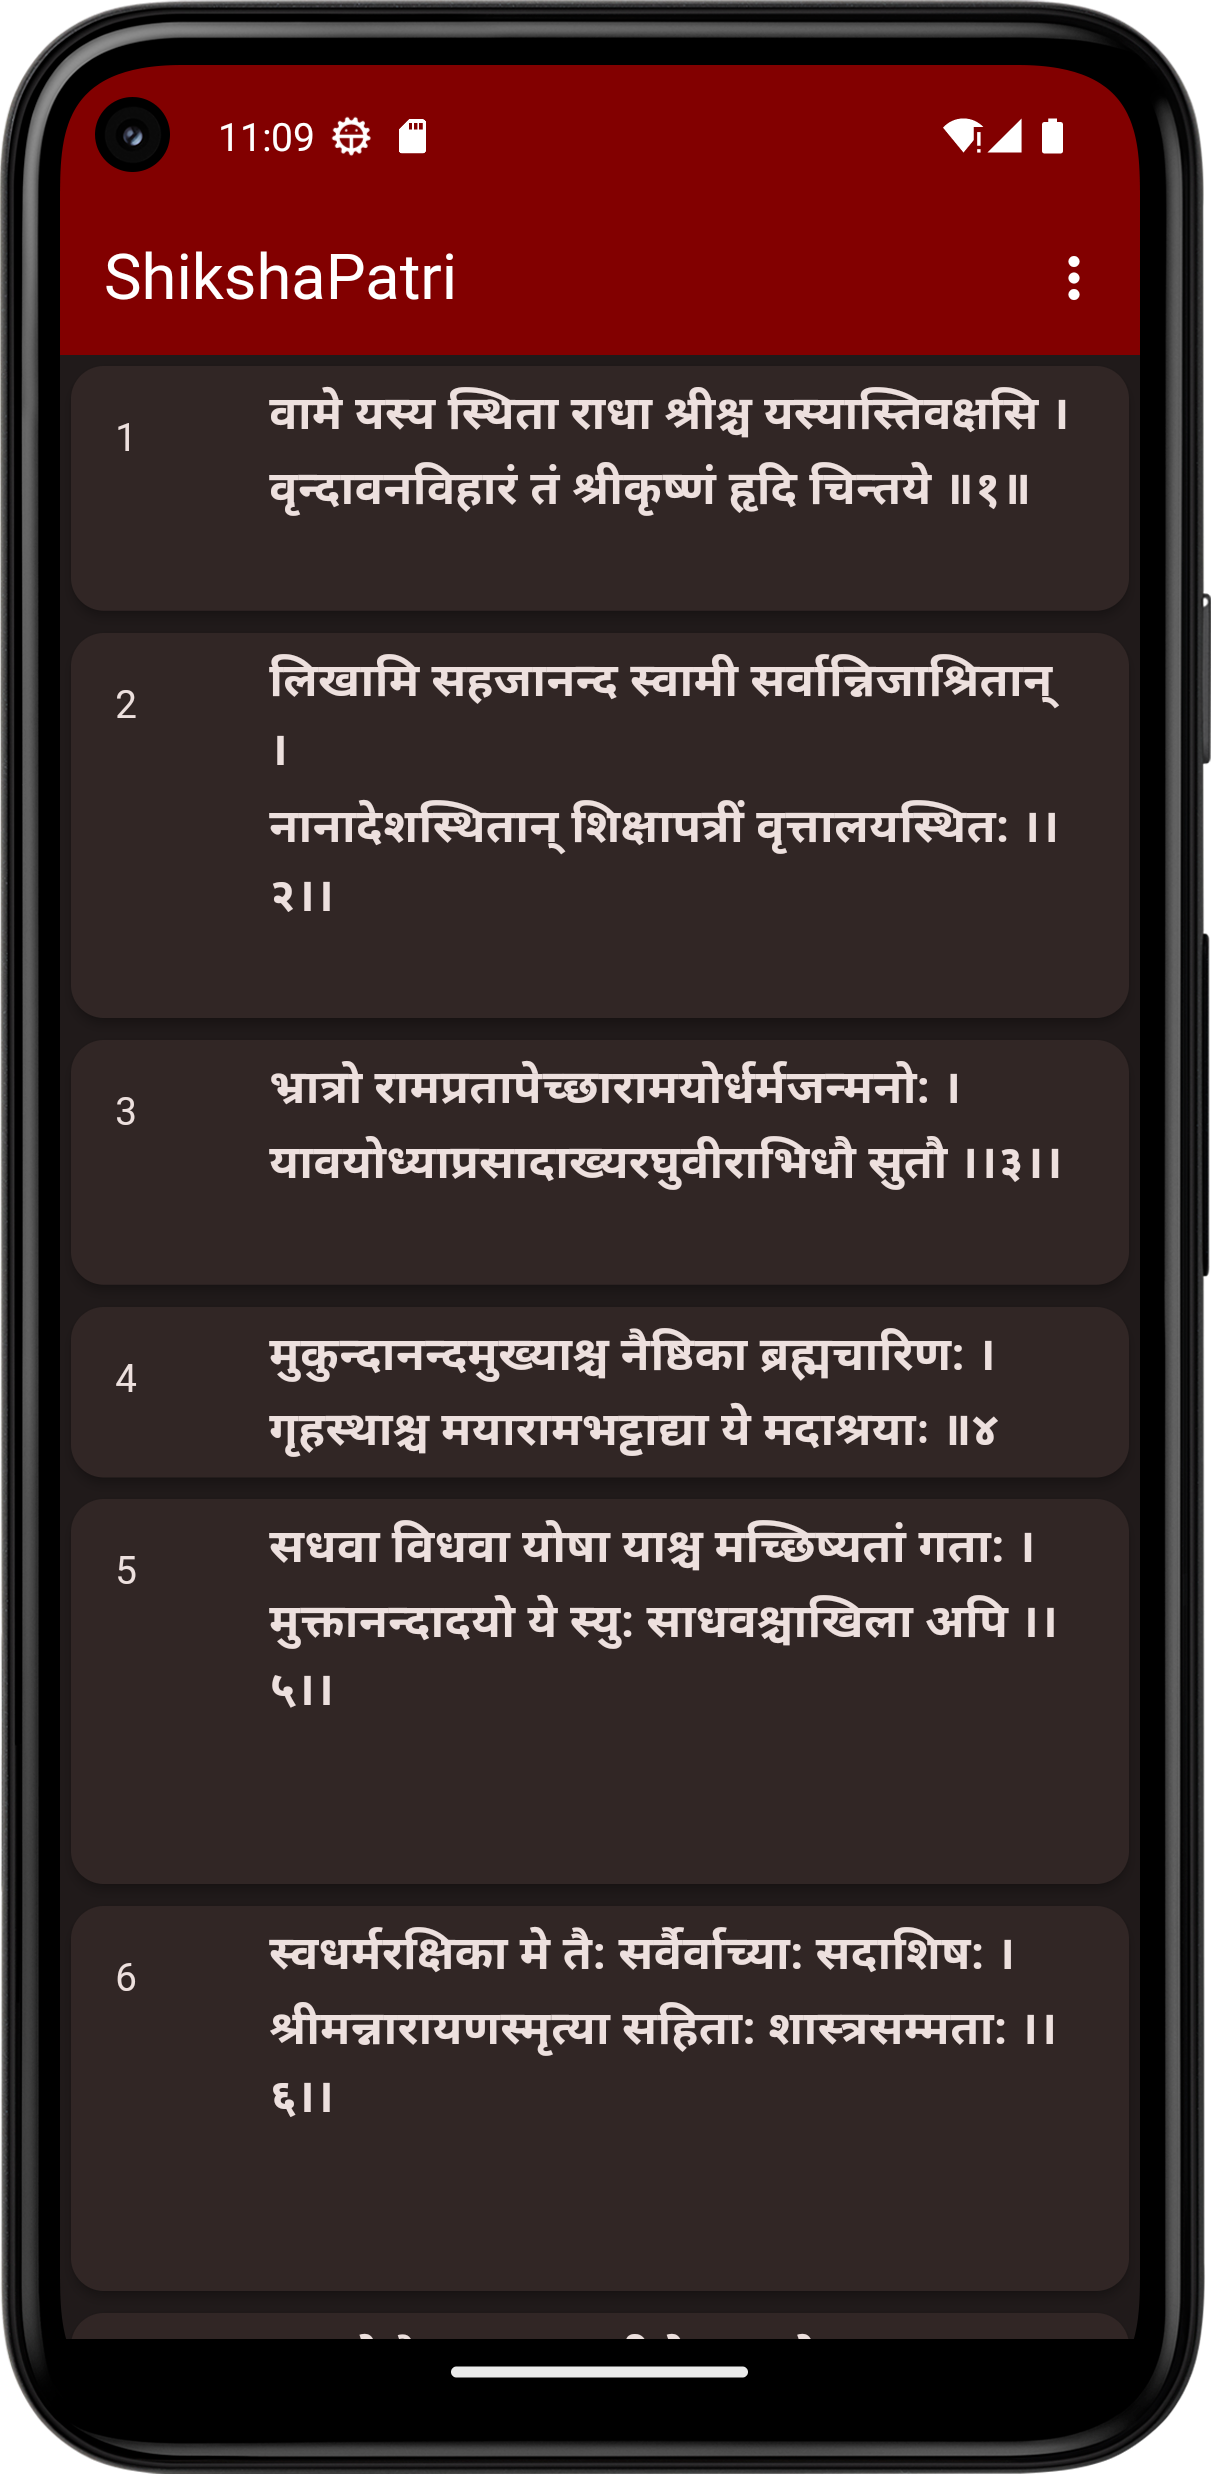 11:09
ShikshaPatri
1
वामे यस्य स्थिता राधा श्रीश्च यस्यास्तिवक्षसि ।
वृन्दावनविहारं तं श्रीकृष्णं हृदि चिन्तये ॥१॥
2
लिखामि सहजानन्द स्वामी सर्वान्निजाश्रितान्
।
नानादेशस्थितान् शिक्षापत्रीं वृत्तालयस्थित: ।।
२।।
3
भ्रात्रो रामप्रतापेच्छारामयोर्धर्मजन्मनो: ।
यावयोध्याप्रसादाख्यरघुवीराभिधौ सुतौ ।।३।।
4
मुकुन्दानन्दमुख्याश्च नैष्ठिका ब्रह्मचारिण: ।
गृहस्थाश्च मयारामभट्टाद्या ये मदाश्रयाः ॥४
5
सधवा विधवा योषा याश्च मच्छिष्यतां गता: ।
मुक्तानन्दादयो ये स्यु: साधवश्चाखिला अपि ।।
५।।
6
स्वधर्मरक्षिका मे तै: सर्वैर्वाच्या: सदाशिष: ।
श्रीमन्नारायणस्मृत्या सहिता: शास्त्रसम्मता: ।।
६।।